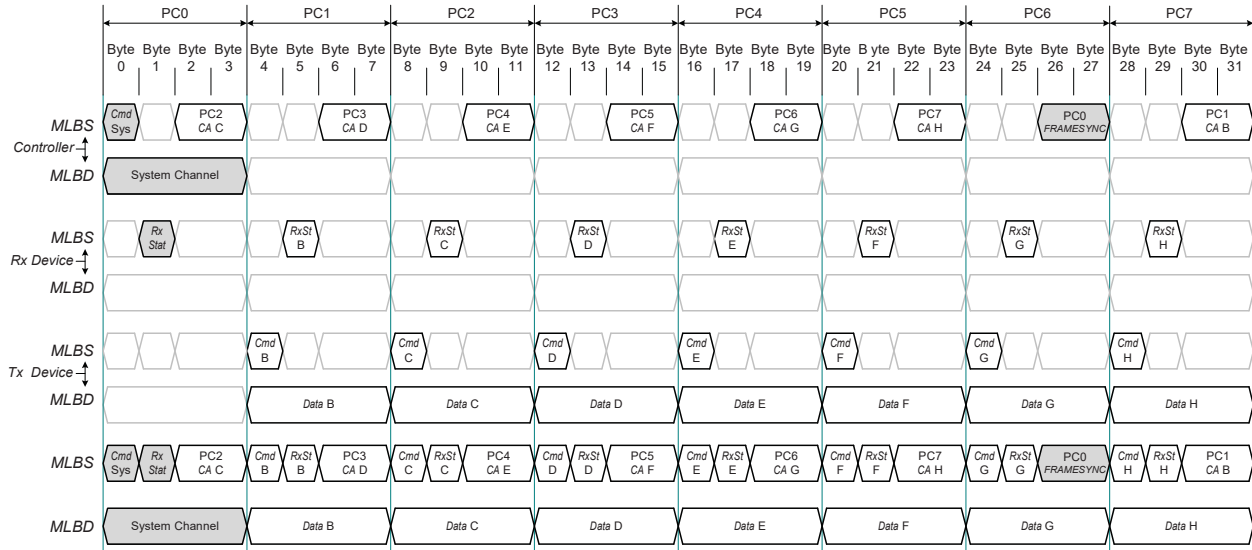 PC0 PC1 PC2 PC3 PC4 PC5 PC6 PC7
Byte Byte Byte Byte Byte Byte Byte Byte Byte Byte Byte Byte Byte Byte Byte Byte Byte Byte Byte Byte Byte B yte Byte Byte Byte Byte Byte Byte Byte Byte Byte Byte
0 1 2 3 4 5 6 7 8 9 10 11 12 13 14 15 16 17 18 19 20 21 22 23 24 25 26 27 28 29 30 31
MLBS
Cmd PC2 PC3 PC4 PC5 PC6 PC7 PC0 PC1
Sys CA C CA D CA E CA F CA G CA H FRAMESYNC CA B
Controller
MLBD System Channel
MLBS
Rx RxSt RxSt RxSt RxSt RxSt RxSt RxSt
Stat B C D E F G H
Rx Device
MLBD
MLBS
Cmd Cmd Cmd Cmd Cmd Cmd Cmd
B C D E F G H
Tx Device
MLBD Data B Data C Data D Data E Data F Data G Data H
MLBS
Cmd Rx PC2 Cmd RxSt PC3 Cmd RxSt PC4 Cmd RxSt PC5 Cmd RxSt PC6 Cmd RxSt PC7 Cmd RxSt PC0 Cmd RxSt PC1
Sys Stat CA C B B CA D C C CA E D D CA F E E CA G F F CA H G G FRAMESYNC H H CA B
MLBD System Channel Data B Data C Data D Data E Data F Data G Data H